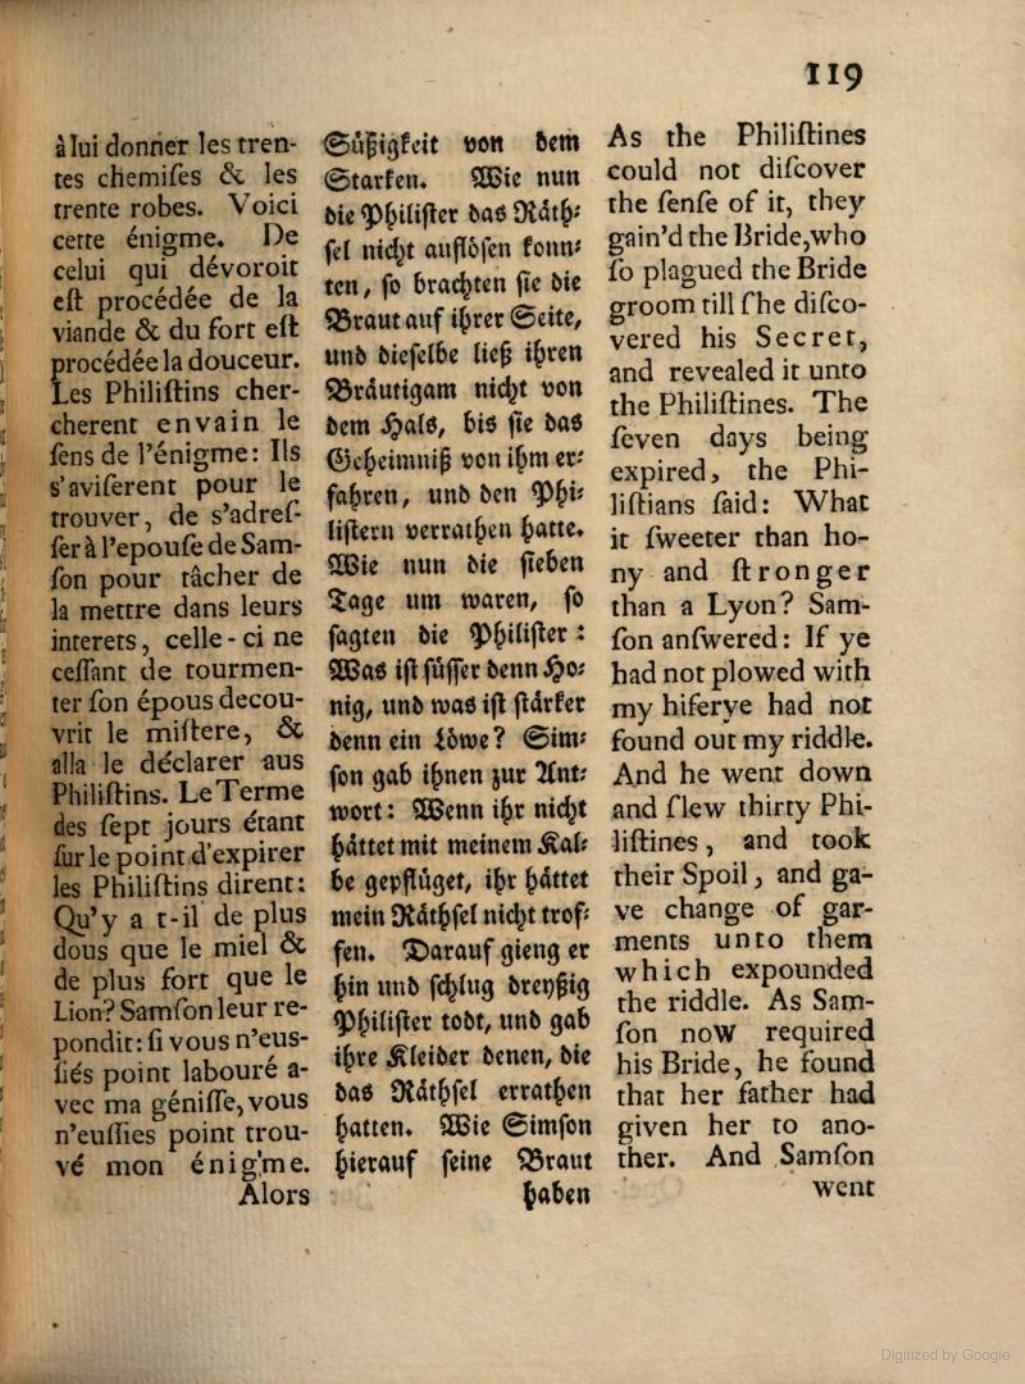 119
à lui donner les tren-
tes chemiſes & les
trente robes. Voici
cette énigme. De
celui qui dévoroit
eſt procédée de la
viande & du fort eſt
procédée la douceur.
Les Philiſtins cher-
cherent envain le
ſens de l'énigme: Ils
s'aviſerent pour le
trouver, de s'adreſ-
ſer à l'epouſe de Sam-
ſon pour tâcher de
la mettre dans leurs
interets, celle-ci ne
ceſſant de tourmen-
ter ſon épous decou-
vrit le miſtere, &
alla le déclarer aus
Philiſtins. Le Terme
des ſept jours étant
ſur le point d'expirer
les Philiſtins dirent:
Qu'y a t-il de plus
dous que le miel &
de plus fort que le
Lion? Samſon leur re-
pondit: ſi vous n'euſ-
ſiés point labouré a-
vec ma géniſſe, vous
n'euſſies point trou-
vé mon énig'me.
Alors
Süßigkeit von dem
Starken. Wie nun
die Philiſter das Räth-
ſel nicht auflöſen konn-
ten, ſo brachten ſie die
Braut auf ihrer Seite,
und dieſelbe ließ ihren
Bräutigam nicht von
dem Hals, bis ſie das
Geheimniß von ihm er-
fahren, und den Phi-
liſtern verrathen hatte.
Wie nun die ſieben
Tage um waren, ſo
ſagten die Philiſter:
Was iſt ſüſſer denn Ho-
nig, und was iſt ſtärker
denn ein Löwe? Sim-
ſon gab ihnen zur Ant-
wort: Wenn ihr nicht
hättet mit meinem Kal-
be gepflüget, ihr hättet
mein Räthſel nicht trof-
fen. Darauf gieng er
hin und ſchlug dreyßig
Philiſter todt, und gab
ihre Kleider denen, die
das Räthſel errathen
hatten. Wie Simſon
hierauf ſeine Braut
haben
As the Philiſtines
could not diſcover
the ſenſe of it, they
gain'd the Bride, who
ſo plagued the Bride
groom till ſhe diſco-
vered his Secret,
and revealed it unto
the Philiſtines. The
ſeven days being
expired, the Phi-
liſtians ſaid: What
it ſweeter than ho-
ny and ſtronger
than a Lyon? Sam-
ſon anſwered: If ye
had not plowed with
my hiferye had not
found out my riddle.
And he went down
and ſlew thirty Phi-
liſtines, and took
their Spoil, and ga-
ve change of gar-
ments unto them
which expounded
the riddle. As Sam-
ſon now required
his Bride, he found
that her father had
given her to ano-
ther. And Samſon
went
Digitized by Google